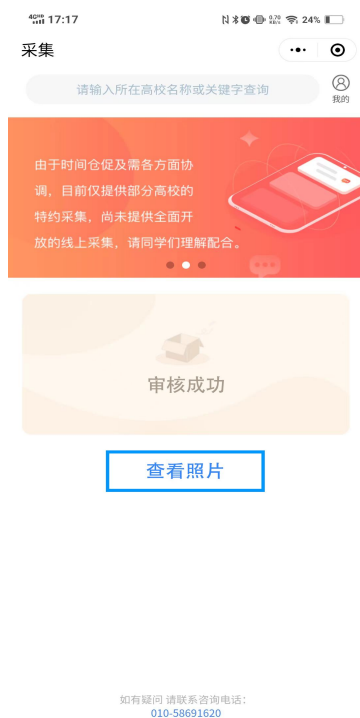 4GHD 17:17 0.70 KB/s 24%
采集
请输入所在高校名称或关键字查询
我的
由于时间仓促及需各方面协
调，目前仅提供部分高校的
特约采集，尚未提供全面开
放的线上采集，请同学们理解配合。
审核成功
查看照片
如有疑问 请联系咨询电话：
010-58691620